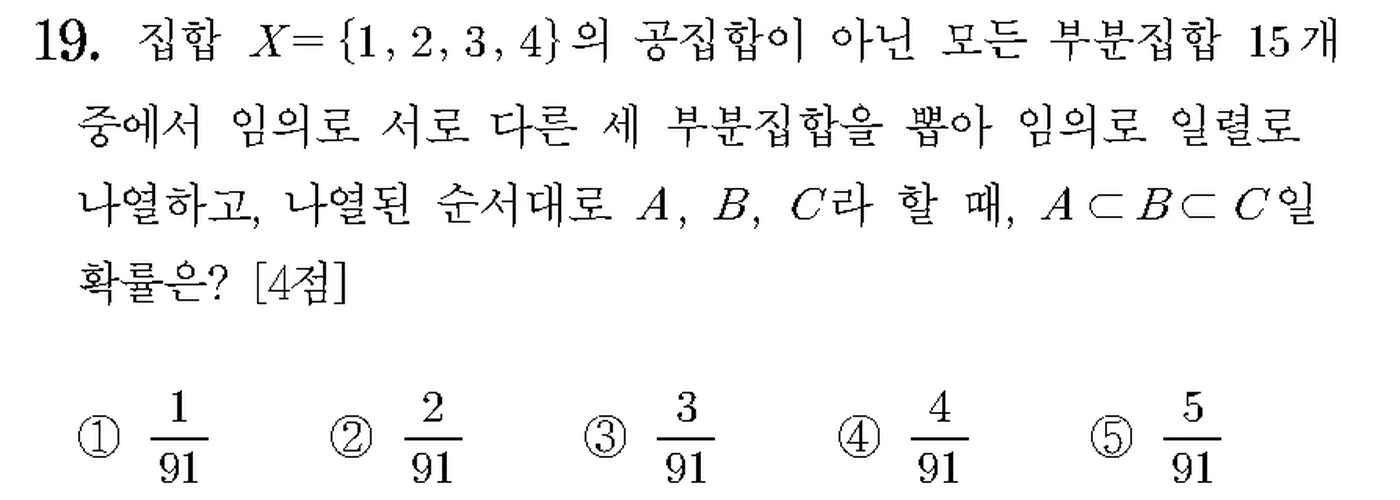 19. 집합 X={1, 2, 3, 4}의 공집합이 아닌 모든 부분집합 15개
중에서 임의로 서로 다른 세 부분집합을 뽑아 임의로 일렬로
나열하고, 나열된 순서대로 A, B, C라 할 때, A⊂B⊂C일
확률은? [4점]
① 1/91 ② 2/91 ③ 3/91 ④ 4/91 ⑤ 5/91